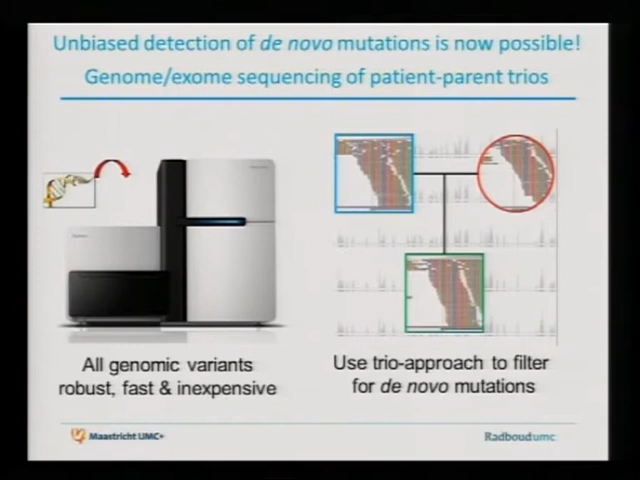 Unbiased detection of de novo mutations is now possible!
Genome/exome sequencing of patient-parent trios
All genomic variants
robust, fast & inexpensive
Use trio-approach to filter
for de novo mutations
Maastricht UMC+
Radboudumc